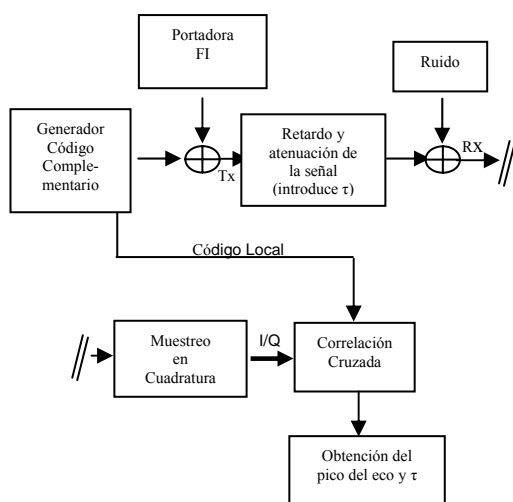 Portadora
FI
Ruido
Generador
Código
Comple-
mentario
Tx
Retardo y
atenuación de
la señal
(introduce τ)
RX
Código Local
Muestreo
en
Cuadratura
I/Q
Correlación
Cruzada
Obtención del
pico del eco y τ